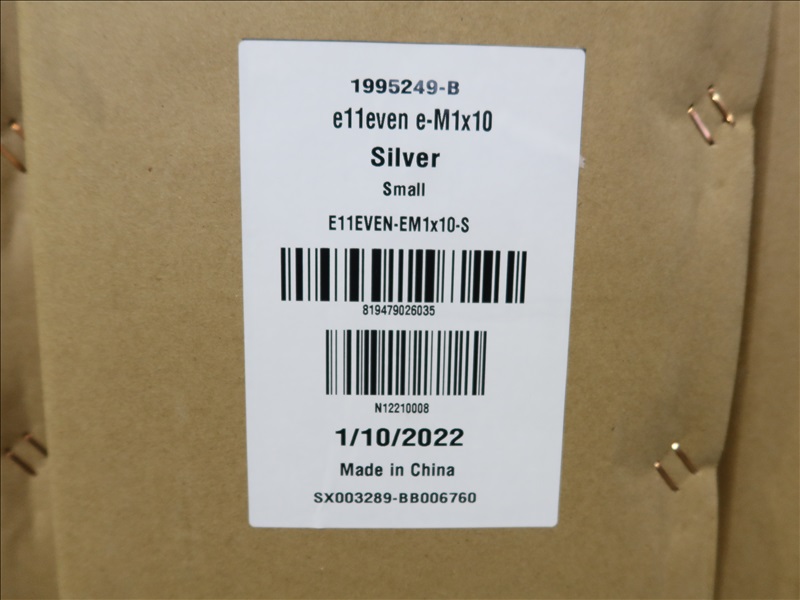 1995249-B
e11even e-M1x10
Silver
Small
E11EVEN-EM1x10-S
819479026035
N12210008
1/10/2022
Made in China
SX003289-BB006760